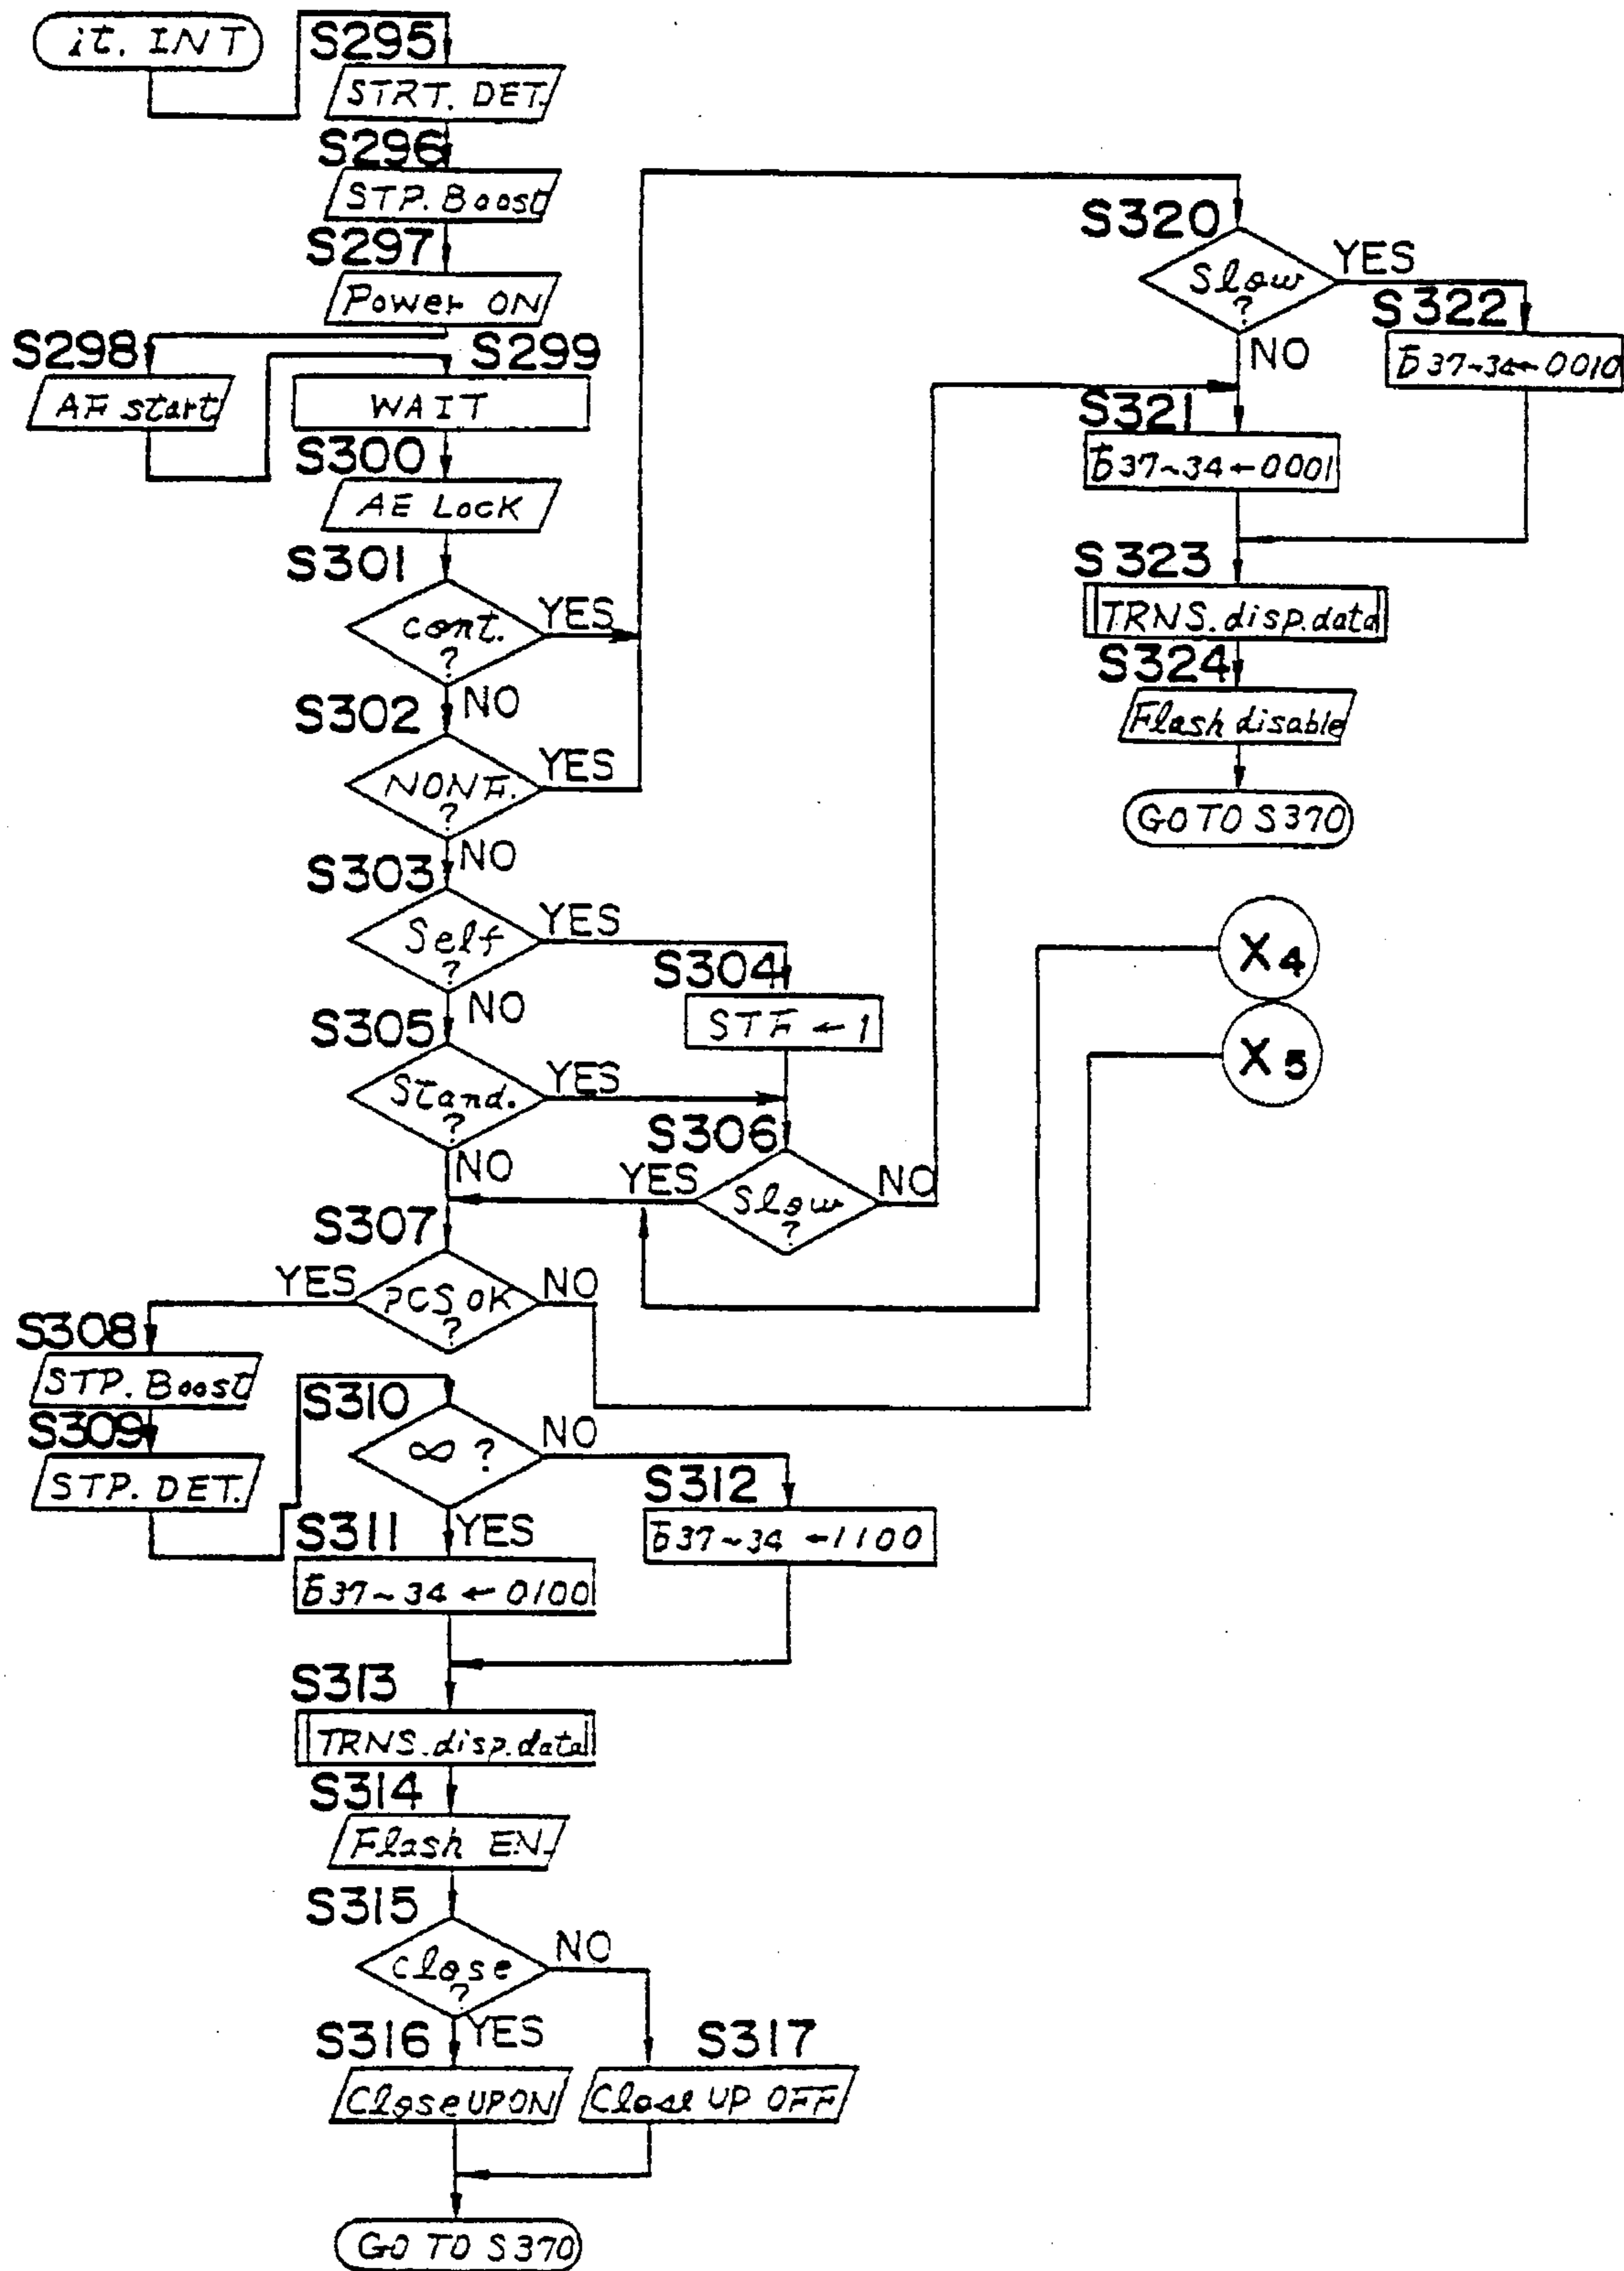 it. INT
S295
STRT. DET.
S296
STP. Boost
S297
Power ON
S298
AF start
S299
WAIT
S300
AE LocK
S301
cont.
?
YES
NO
S302
NONF.
?
YES
NO
S303
Self
?
YES
NO
S304
STF ← 1
S305
Stand.
?
YES
NO
S306
Slow
?
YES
NO
S307
PCS OK
?
YES
NO
S308
STP. Boost
S309
STP. DET.
S310
∞ ?
NO
YES
S311
b37~34 ← 0100
S312
b37~34 ← 1100
S313
TRNS.disp.data
S314
Flash EN.
S315
close
?
NO
YES
S316
Close UP ON
S317
Close UP OFF
GO TO S370
S320
Slow
?
YES
NO
S322
b37~34 ← 0010
S321
b37~34 ← 0001
S323
TRNS.disp.data
S324
Flash disable
GO TO S370
X4
X5